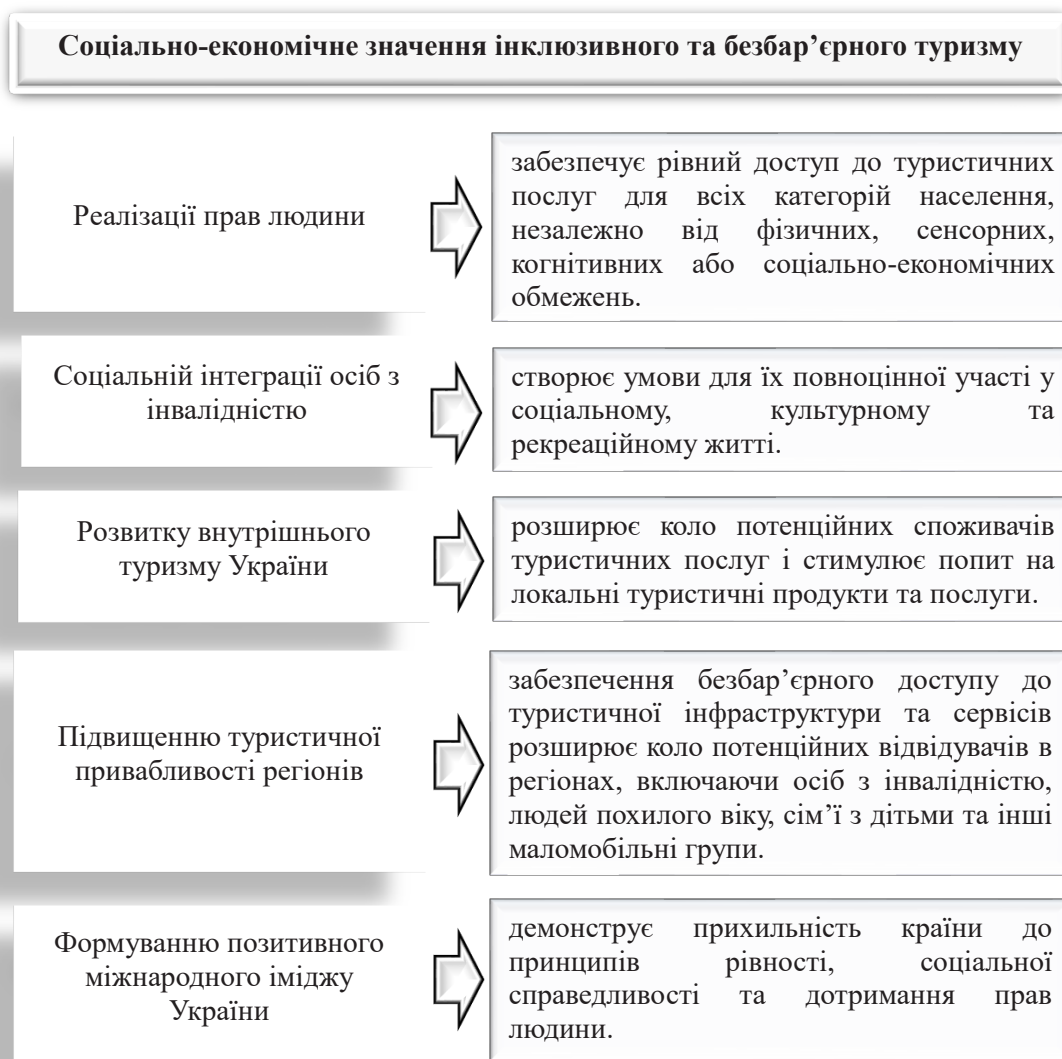 Соціально-економічне значення інклюзивного та безбар’єрного туризму
Реалізації прав людини
забезпечує рівний доступ до туристичних
послуг для всіх категорій населення,
незалежно від фізичних, сенсорних,
когнітивних або соціально-економічних
обмежень.
Соціальній інтеграції осіб з
інвалідністю
створює умови для їх повноцінної участі у
соціальному, культурному та
рекреаційному житті.
Розвитку внутрішнього
туризму України
розширює коло потенційних споживачів
туристичних послуг і стимулює попит на
локальні туристичні продукти та послуги.
Підвищенню туристичної
привабливості регіонів
забезпечення безбар’єрного доступу до
туристичної інфраструктури та сервісів
розширює коло потенційних відвідувачів в
регіонах, включаючи осіб з інвалідністю,
людей похилого віку, сім’ї з дітьми та інші
маломобільні групи.
Формуванню позитивного
міжнародного іміджу
України
демонструє прихильність країни до
принципів рівності, соціальної
справедливості та дотримання прав
людини.